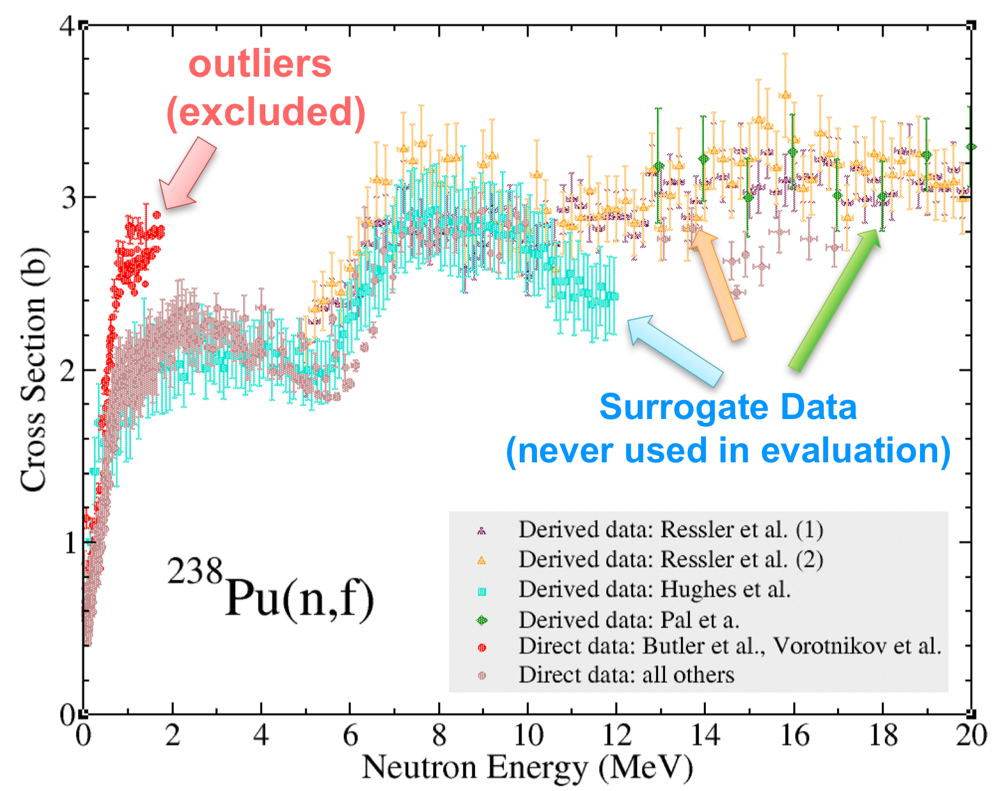 outliers
(excluded)
Surrogate Data
(never used in evaluation)
238Pu(n,f)
Derived data: Ressler et al. (1)
Derived data: Ressler et al. (2)
Derived data: Hughes et al.
Derived data: Pal et a.
Direct data: Butler et al., Vorotnikov et al.
Direct data: all others
Cross Section (b)
4
3
2
1
0
0 2 4 6 8 10 12 14 16 18 20
Neutron Energy (MeV)